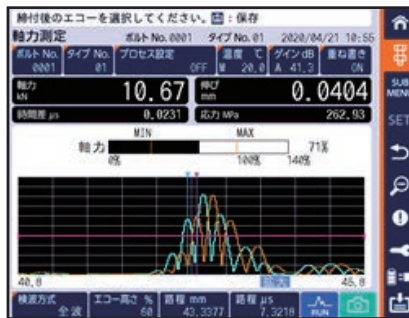 締付後のエコーを選択してください。 : 保存
軸力測定 ボルト No. 0001 タイプ No. 01 2020/04/21 10:55
ボルト No. タイプ No. プロセス設定 温度 ℃ ゲイン dB 重ね書き
0001 01 OFF M 20.0 A 41.3 ON
軸力 kN 10.67 伸び mm 0.0404
時間差 μs 0.0231 応力 MPa 262.93
MIN MAX
軸力 71%
0% 100% 140%
40.8 拡大 45.8
検波方式 エコー高さ % 路程 mm 路程 μs
全波 60 43.3377 7.3218 RUN
SUB MENU
SET